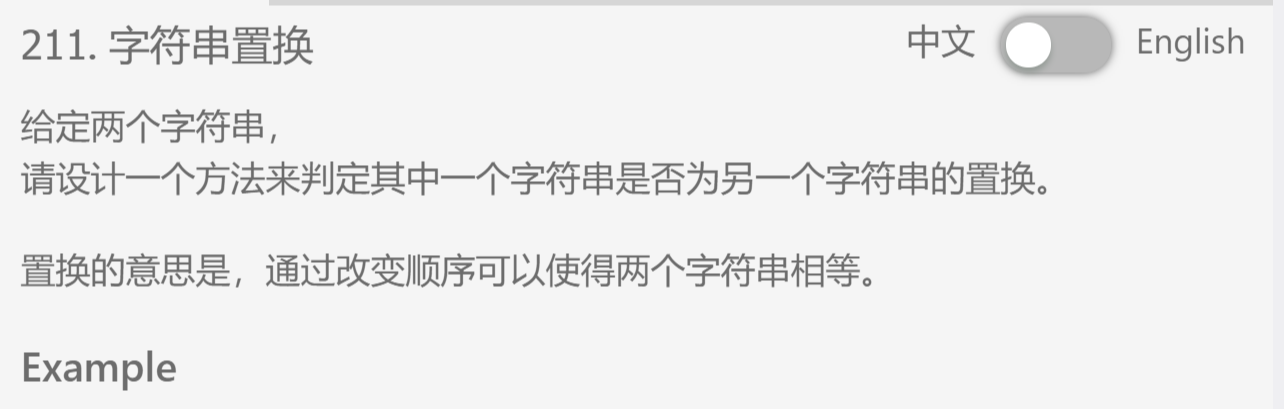 211. 字符串置换
中文 English
给定两个字符串，
请设计一个方法来判定其中一个字符串是否为另一个字符串的置换。
置换的意思是，通过改变顺序可以使得两个字符串相等。
Example